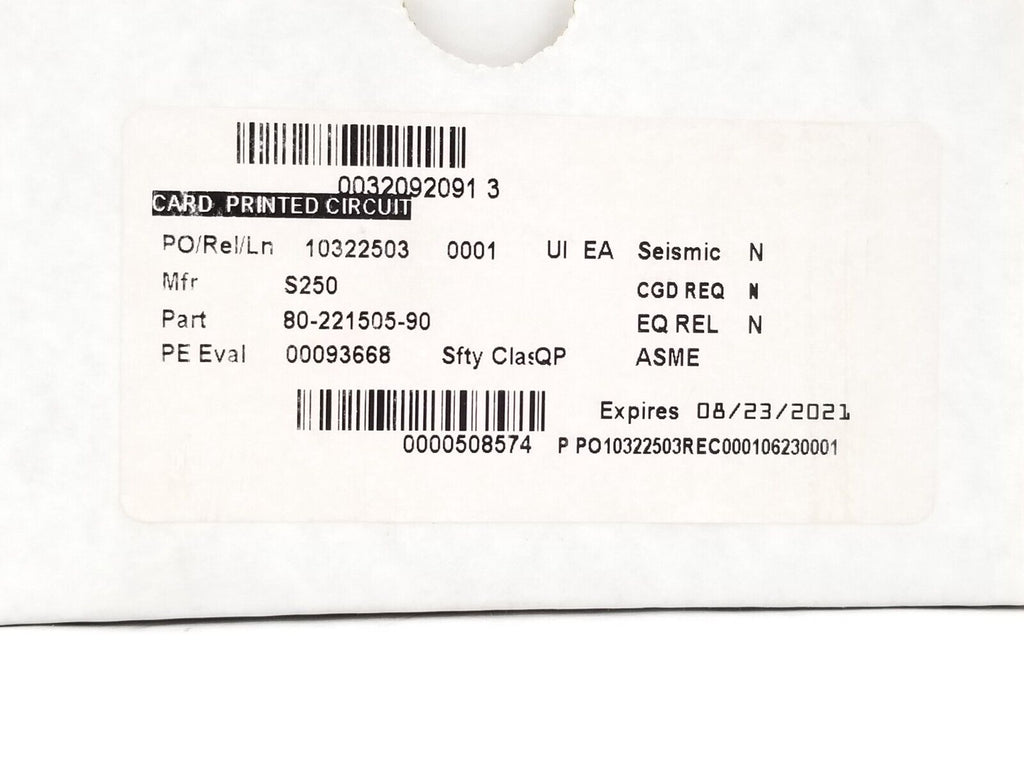 0032092091 3
CARD PRINTED CIRCUIT
PO/Rel/Ln 10322503 0001 UI EA Seismic N
Mfr S250 CGD REQ N
Part 80-221505-90 EQ REL N
PE Eval 00093668 Sfty ClasQP ASME
Expires 08/23/2021
0000508574 P PO10322503REC000106230001